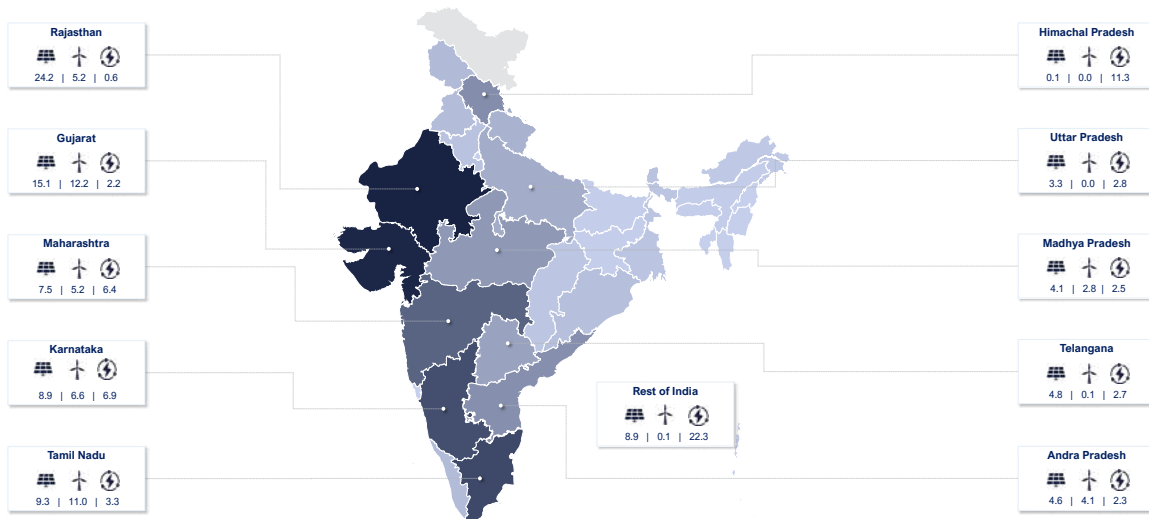 Rajasthan
24.2 | 5.2 | 0.6
Gujarat
15.1 | 12.2 | 2.2
Maharashtra
7.5 | 5.2 | 6.4
Karnataka
8.9 | 6.6 | 6.9
Tamil Nadu
9.3 | 11.0 | 3.3
Rest of India
8.9 | 0.1 | 22.3
Himachal Pradesh
0.1 | 0.0 | 11.3
Uttar Pradesh
3.3 | 0.0 | 2.8
Madhya Pradesh
4.1 | 2.8 | 2.5
Telangana
4.8 | 0.1 | 2.7
Andra Pradesh
4.6 | 4.1 | 2.3